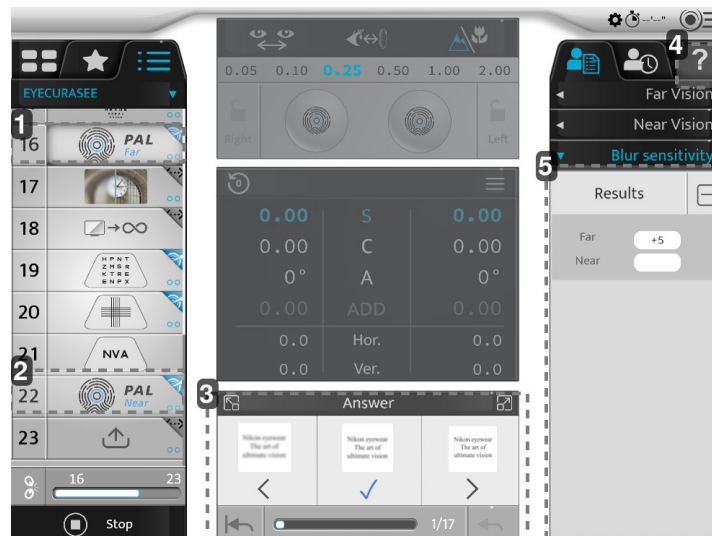 --'--"
1
2
3
4
5
?
EYECURASEE
16
PAL
Far
17
18
→∞
19
H P N T
Z M S R
K T R E
E N P X
20
21
NVA
22
PAL
Near
23
16
23
Stop
0.05 0.10 0.25 0.50 1.00 2.00
Right
Left
0
0.00 S 0.00
0.00 C 0.00
0° A 0°
0.00 ADD 0.00
0.0 Hor. 0.0
0.0 Ver. 0.0
Answer
Nikon eyewear
The art of
ultimate vision
Nikon eyewear
The art of
ultimate vision
Nikon eyewear
The art of
ultimate vision
1/17
Far Vision
Near Vision
Blur sensitivity
Results
Far +5
Near